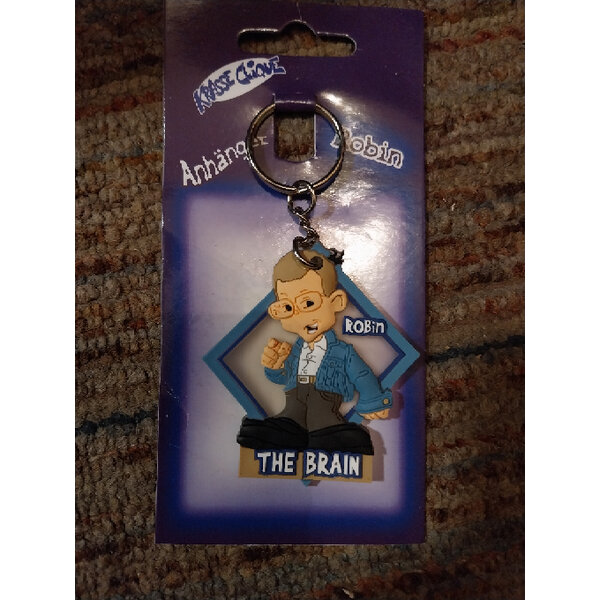 KRASSE CLIQUE
Anhänger Robin
ROBIN
THE BRAIN